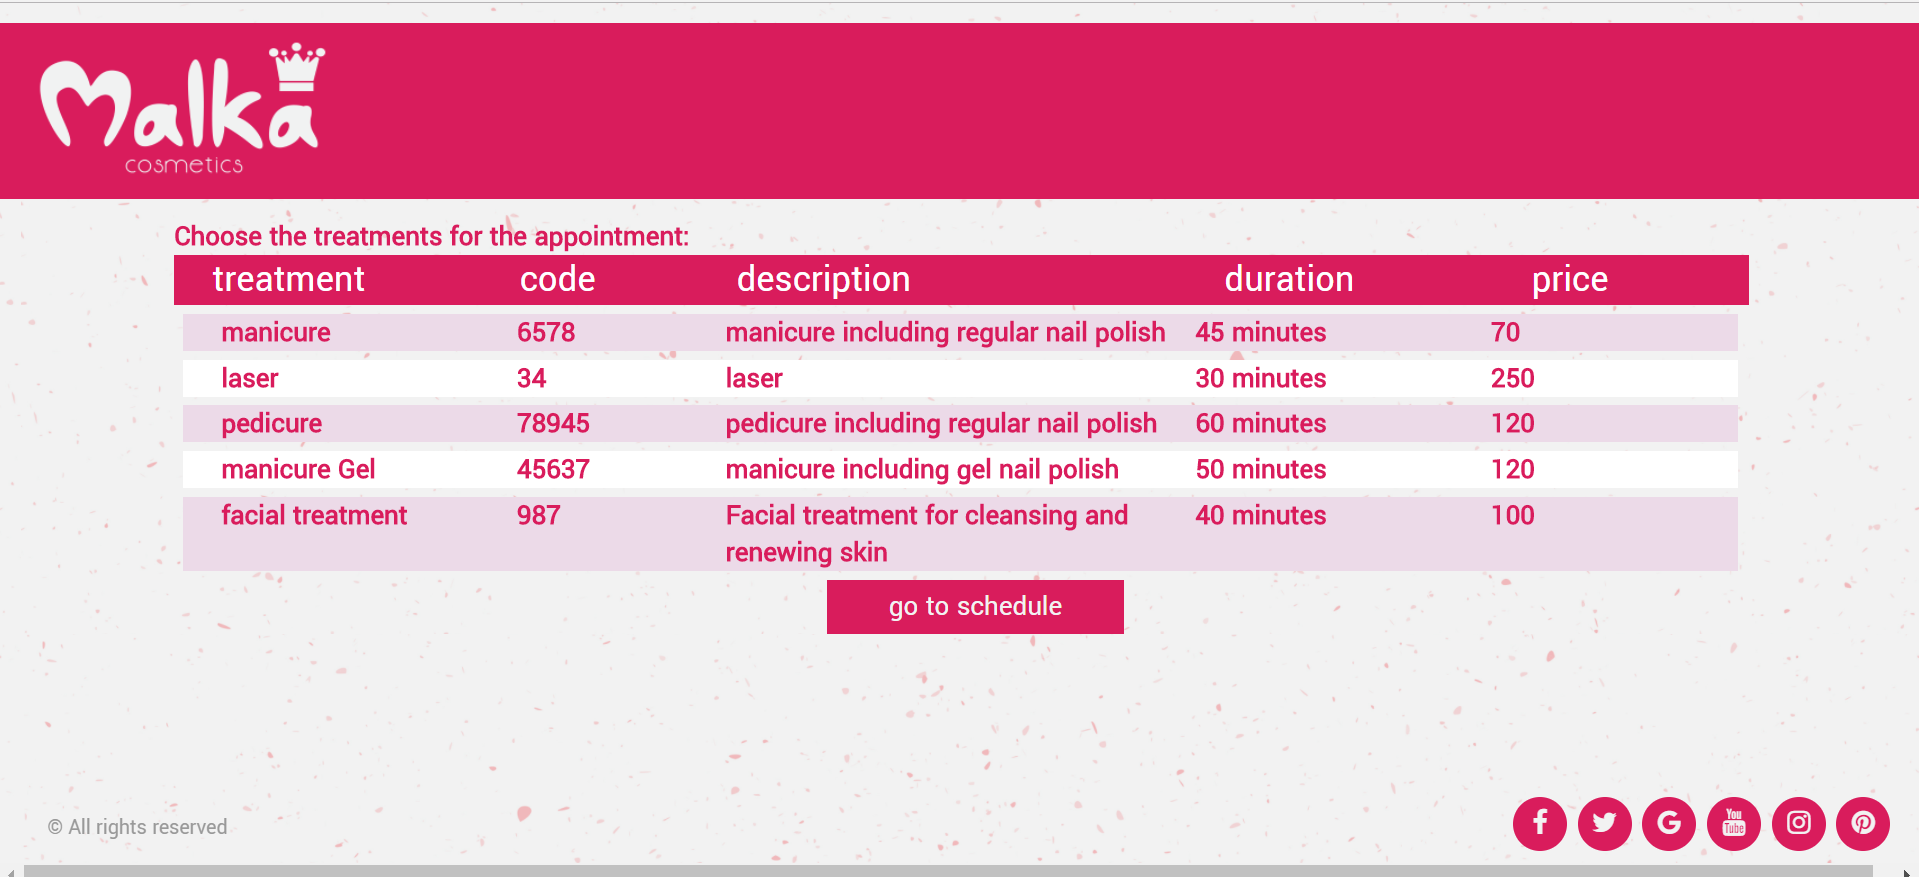 Malka
cosmetics
Choose the treatments for the appointment:
treatment code description duration price
manicure 6578 manicure including regular nail polish 45 minutes 70
laser 34 laser 30 minutes 250
pedicure 78945 pedicure including regular nail polish 60 minutes 120
manicure Gel 45637 manicure including gel nail polish 50 minutes 120
facial treatment 987 Facial treatment for cleansing and 40 minutes 100
renewing skin
go to schedule
© All rights reserved
You
Tube